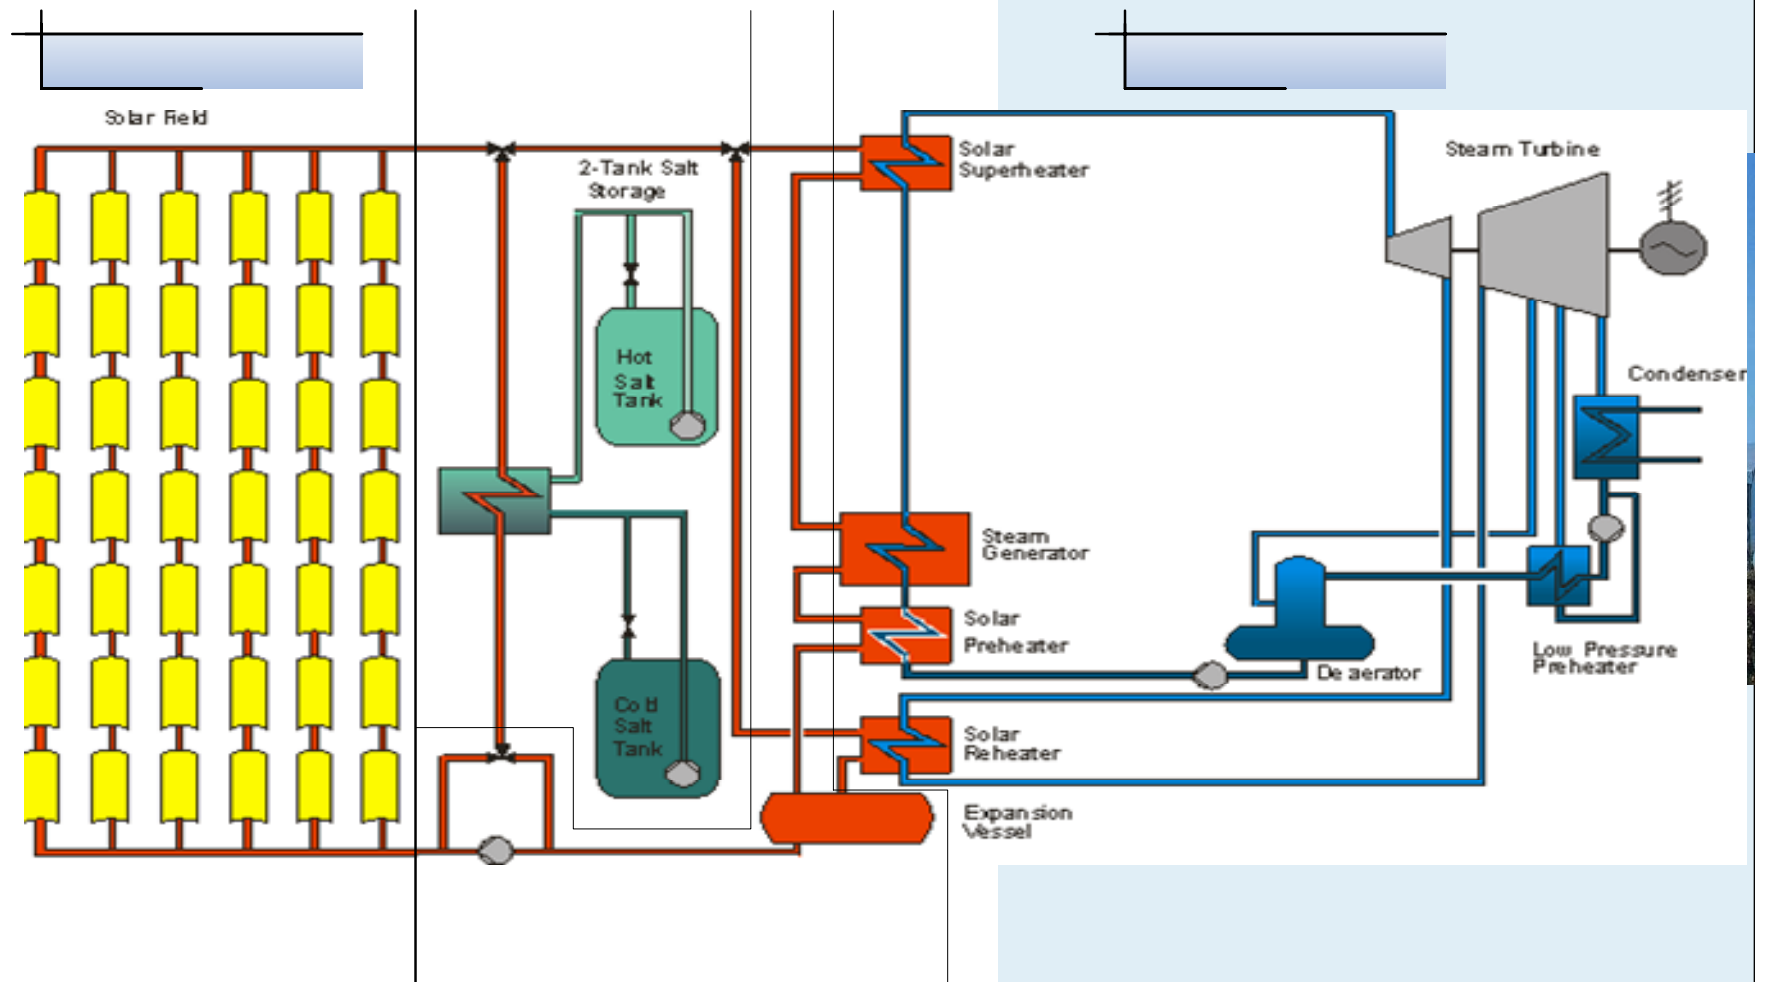 Solar Field
2-Tank Salt
Storage
Hot
Salt
Tank
Cold
Salt
Tank
Solar
Superheater
Steam
Generator
Solar
Preheater
Solar
Reheater
Expansion
Vessel
Steam Turbine
Condenser
Low Pressure
Preheater
Deaerator